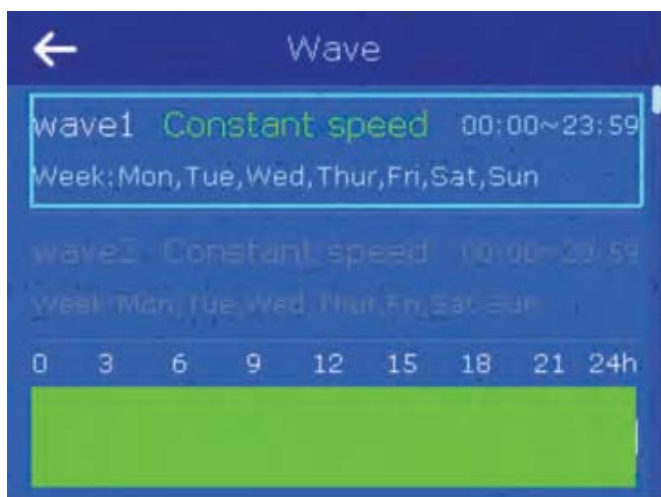 Wave
wave1 Constant speed 00:00~23:59
Week:Mon,Tue,Wed,Thur,Fri,Sat,Sun
wave2 Constant speed 00:00~23:59
Week:Mon,Tue,Wed,Thur,Fri,Sat,Sun
0 3 6 9 12 15 18 21 24h